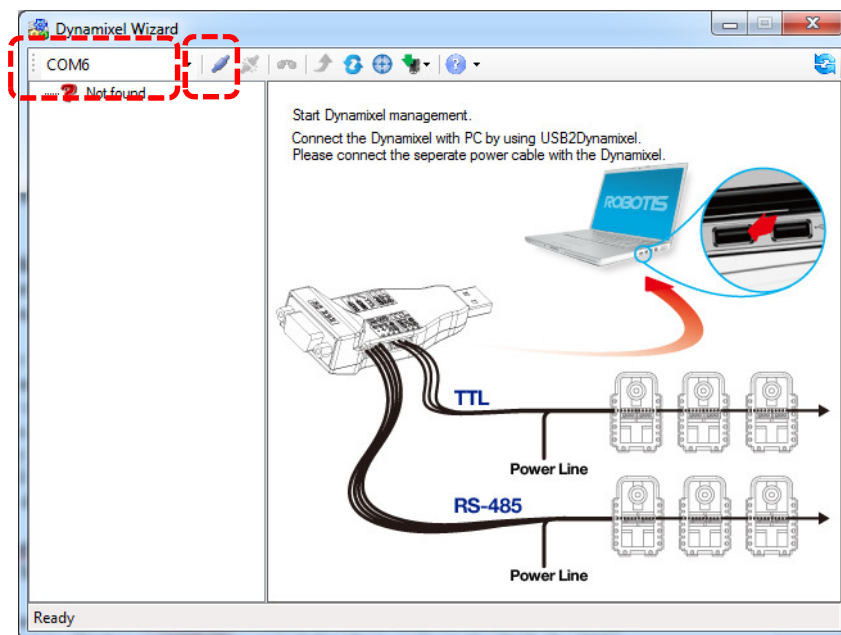 Dynamixel Wizard
COM6
Not found
Start Dynamixel management.
Connect the Dynamixel with PC by using USB2Dynamixel.
Please connect the seperate power cable with the Dynamixel.
ROBOTIS
TTL
Power Line
RS-485
Power Line
Ready